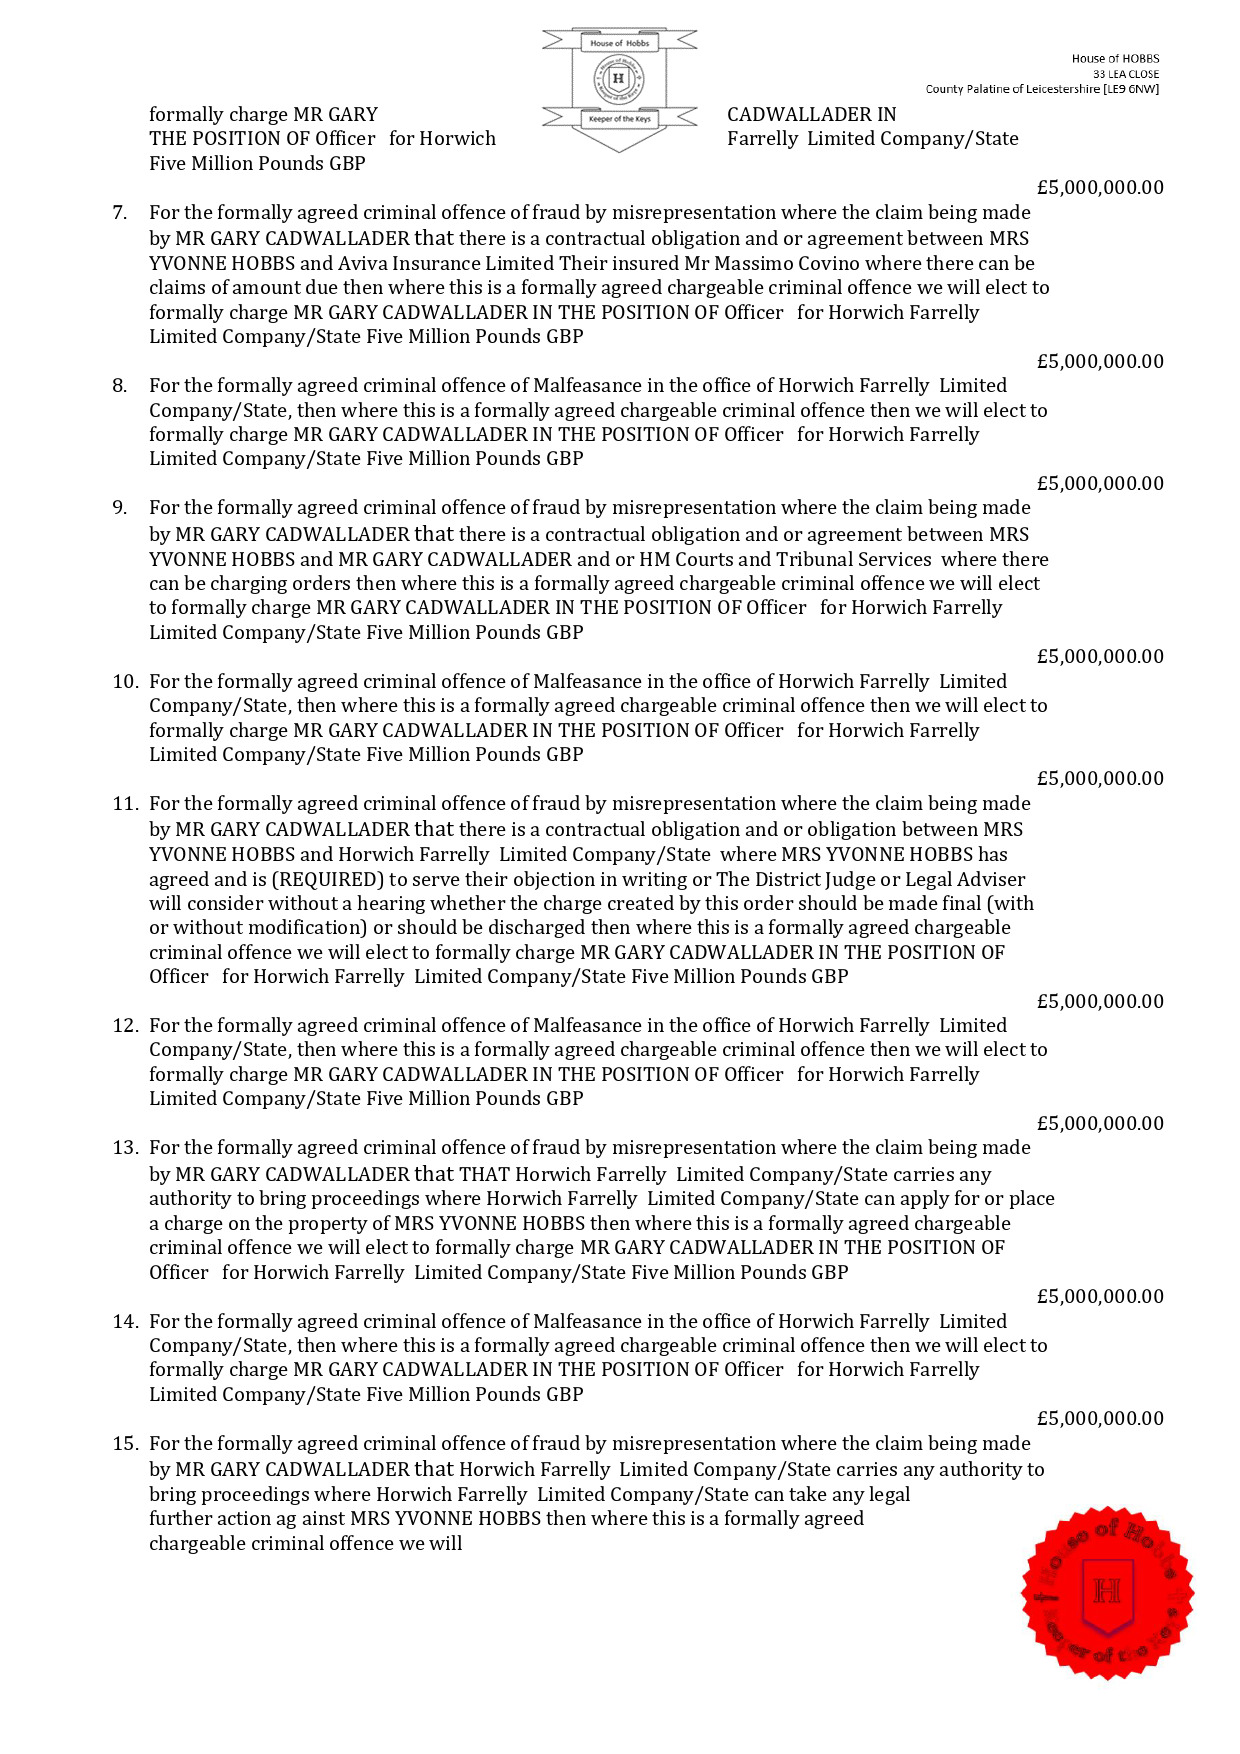 House of Hobbs
House of Hobbs
H
Keeper of the Keys
House of HOBBS
33 LEA CLOSE
County Palatine of Leicestershire [LE9 6NW]
formally charge MR GARY CADWALLADER IN
THE POSITION OF Officer for Horwich Farrelly Limited Company/State
Five Million Pounds GBP
£5,000,000.00
7. For the formally agreed criminal offence of fraud by misrepresentation where the claim being made
by MR GARY CADWALLADER that there is a contractual obligation and or agreement between MRS
YVONNE HOBBS and Aviva Insurance Limited Their insured Mr Massimo Covino where there can be
claims of amount due then where this is a formally agreed chargeable criminal offence we will elect to
formally charge MR GARY CADWALLADER IN THE POSITION OF Officer for Horwich Farrelly
Limited Company/State Five Million Pounds GBP
£5,000,000.00
8. For the formally agreed criminal offence of Malfeasance in the office of Horwich Farrelly Limited
Company/State, then where this is a formally agreed chargeable criminal offence then we will elect to
formally charge MR GARY CADWALLADER IN THE POSITION OF Officer for Horwich Farrelly
Limited Company/State Five Million Pounds GBP
£5,000,000.00
9. For the formally agreed criminal offence of fraud by misrepresentation where the claim being made
by MR GARY CADWALLADER that there is a contractual obligation and or agreement between MRS
YVONNE HOBBS and MR GARY CADWALLADER and or HM Courts and Tribunal Services where there
can be charging orders then where this is a formally agreed chargeable criminal offence we will elect
to formally charge MR GARY CADWALLADER IN THE POSITION OF Officer for Horwich Farrelly
Limited Company/State Five Million Pounds GBP
£5,000,000.00
10. For the formally agreed criminal offence of Malfeasance in the office of Horwich Farrelly Limited
Company/State, then where this is a formally agreed chargeable criminal offence then we will elect to
formally charge MR GARY CADWALLADER IN THE POSITION OF Officer for Horwich Farrelly
Limited Company/State Five Million Pounds GBP
£5,000,000.00
11. For the formally agreed criminal offence of fraud by misrepresentation where the claim being made
by MR GARY CADWALLADER that there is a contractual obligation and or obligation between MRS
YVONNE HOBBS and Horwich Farrelly Limited Company/State where MRS YVONNE HOBBS has
agreed and is (REQUIRED) to serve their objection in writing or The District Judge or Legal Adviser
will consider without a hearing whether the charge created by this order should be made final (with
or without modification) or should be discharged then where this is a formally agreed chargeable
criminal offence we will elect to formally charge MR GARY CADWALLADER IN THE POSITION OF
Officer for Horwich Farrelly Limited Company/State Five Million Pounds GBP
£5,000,000.00
12. For the formally agreed criminal offence of Malfeasance in the office of Horwich Farrelly Limited
Company/State, then where this is a formally agreed chargeable criminal offence then we will elect to
formally charge MR GARY CADWALLADER IN THE POSITION OF Officer for Horwich Farrelly
Limited Company/State Five Million Pounds GBP
£5,000,000.00
13. For the formally agreed criminal offence of fraud by misrepresentation where the claim being made
by MR GARY CADWALLADER that THAT Horwich Farrelly Limited Company/State carries any
authority to bring proceedings where Horwich Farrelly Limited Company/State can apply for or place
a charge on the property of MRS YVONNE HOBBS then where this is a formally agreed chargeable
criminal offence we will elect to formally charge MR GARY CADWALLADER IN THE POSITION OF
Officer for Horwich Farrelly Limited Company/State Five Million Pounds GBP
£5,000,000.00
14. For the formally agreed criminal offence of Malfeasance in the office of Horwich Farrelly Limited
Company/State, then where this is a formally agreed chargeable criminal offence then we will elect to
formally charge MR GARY CADWALLADER IN THE POSITION OF Officer for Horwich Farrelly
Limited Company/State Five Million Pounds GBP
£5,000,000.00
15. For the formally agreed criminal offence of fraud by misrepresentation where the claim being made
by MR GARY CADWALLADER that Horwich Farrelly Limited Company/State carries any authority to
bring proceedings where Horwich Farrelly Limited Company/State can take any legal
further action ag ainst MRS YVONNE HOBBS then where this is a formally agreed
chargeable criminal offence we will
House of Hobbs
H
Keeper of the Keys